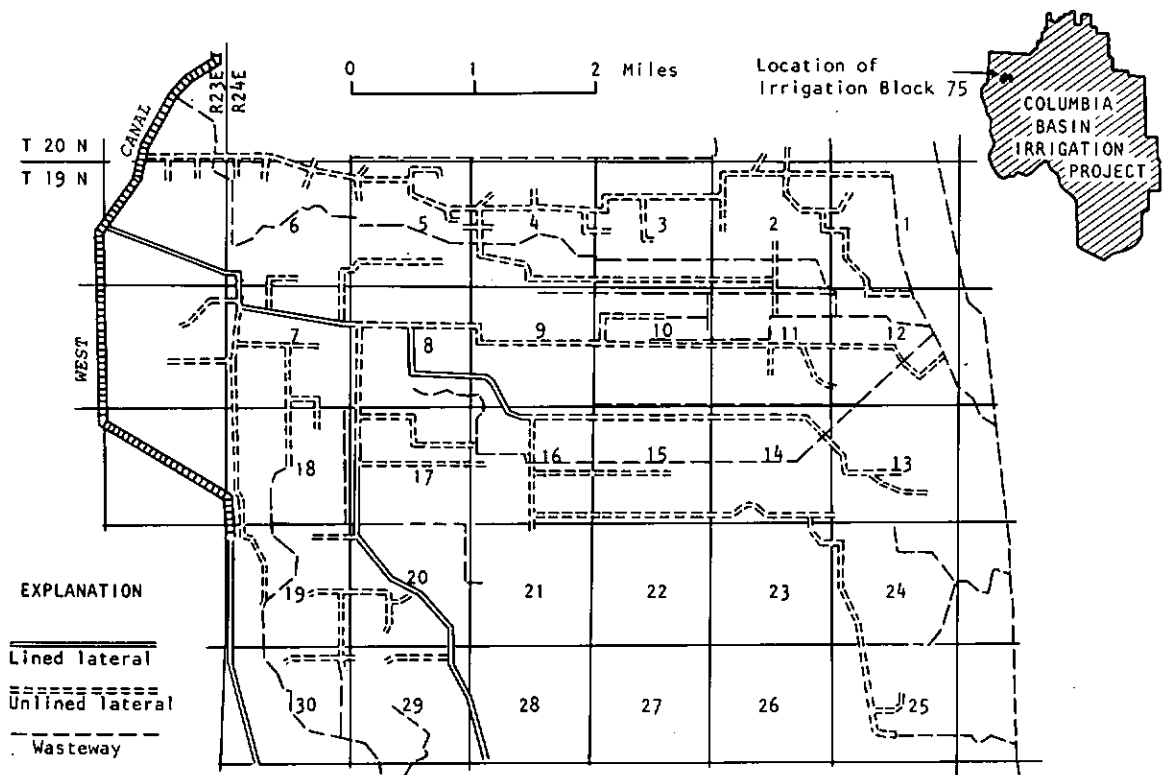 0 1 2 Miles
Location of
Irrigation Block 75
COLUMBIA
BASIN
IRRIGATION
PROJECT
R23E
R24E
CANAL
T 20 N
T 19 N
6 5 4 3 2 1
WEST
7 8 9 10 11 2
18 17 16 15 14 13
19 20 21 22 23 24
30 29 28 27 26 25
EXPLANATION
Lined lateral
Unlined lateral
Wasteway